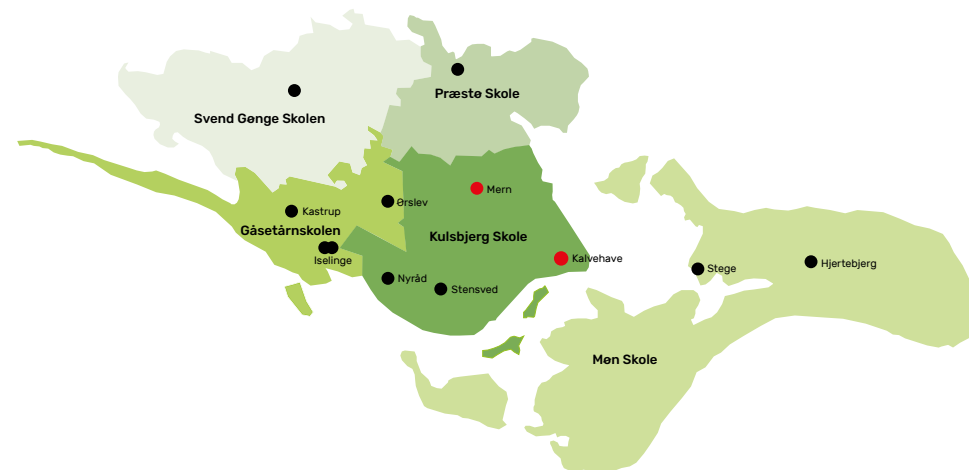 Præstø Skole
Svend Gønge Skolen
Mern
Ørslev
Kastrup
Gåsetårnskolen
Kulsbjerg Skole
Iselinge
Kalvehave
Hjertebjerg
Stege
Nyråd
Stensved
Møn Skole